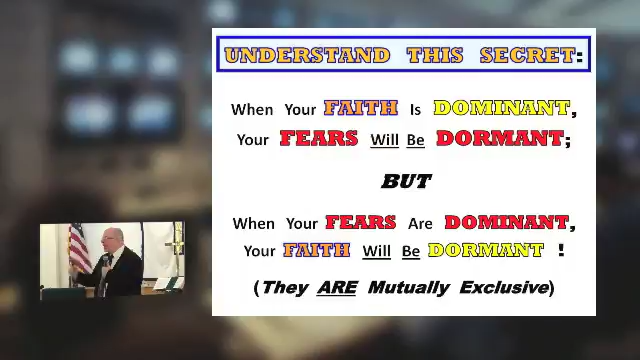 UNDERSTAND THIS SECRET:
When Your FAITH Is DOMINANT,
Your FEARS Will Be DORMANT;
BUT
When Your FEARS Are DOMINANT,
Your FAITH Will Be DORMANT !
(They ARE Mutually Exclusive)